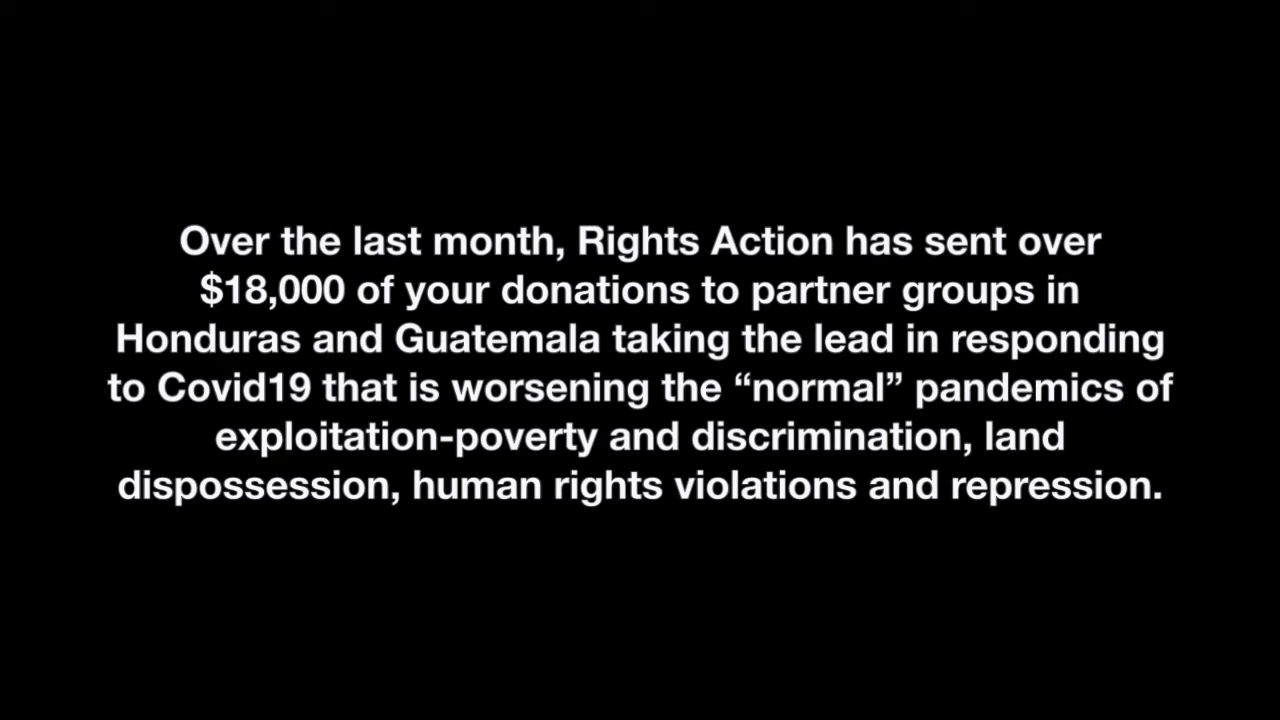 Over the last month, Rights Action has sent over
$18,000 of your donations to partner groups in
Honduras and Guatemala taking the lead in responding
to Covid19 that is worsening the “normal” pandemics of
exploitation-poverty and discrimination, land
dispossession, human rights violations and repression.